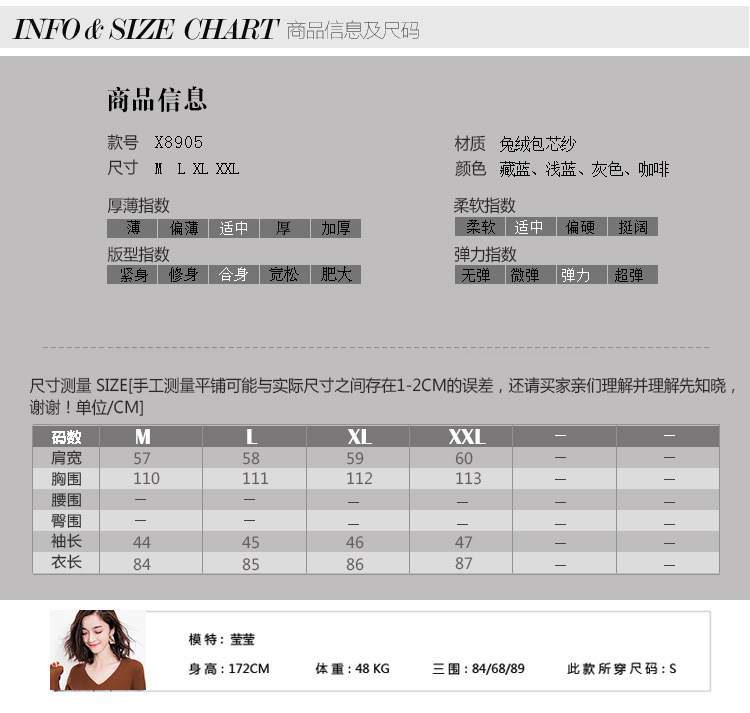 INFO & SIZE CHART 商品信息及尺码
商品信息
款号 X8905
材质 兔绒包芯纱
尺寸 M L XL XXL
颜色 藏蓝、浅蓝、灰色、咖啡
厚薄指数
柔软指数
薄 偏薄 适中 厚 加厚
柔软 适中 偏硬 挺阔
版型指数
弹力指数
紧身 修身 合身 宽松 肥大
无弹 微弹 弹力 超弹
尺寸测量 SIZE[手工测量平铺可能与实际尺寸之间存在1-2CM的误差，还请买家亲们理解并理解先知晓，
谢谢！单位/CM]
码数 M L XL XXL — —
肩宽 57 58 59 60 — —
胸围 110 111 112 113 — —
腰围 — — — — — —
臀围 — — — — — —
袖长 44 45 46 47 — —
衣长 84 85 86 87 — —
模特：莹莹
身高：172CM 体重：48 KG 三围：84/68/89 此款所穿尺码：S